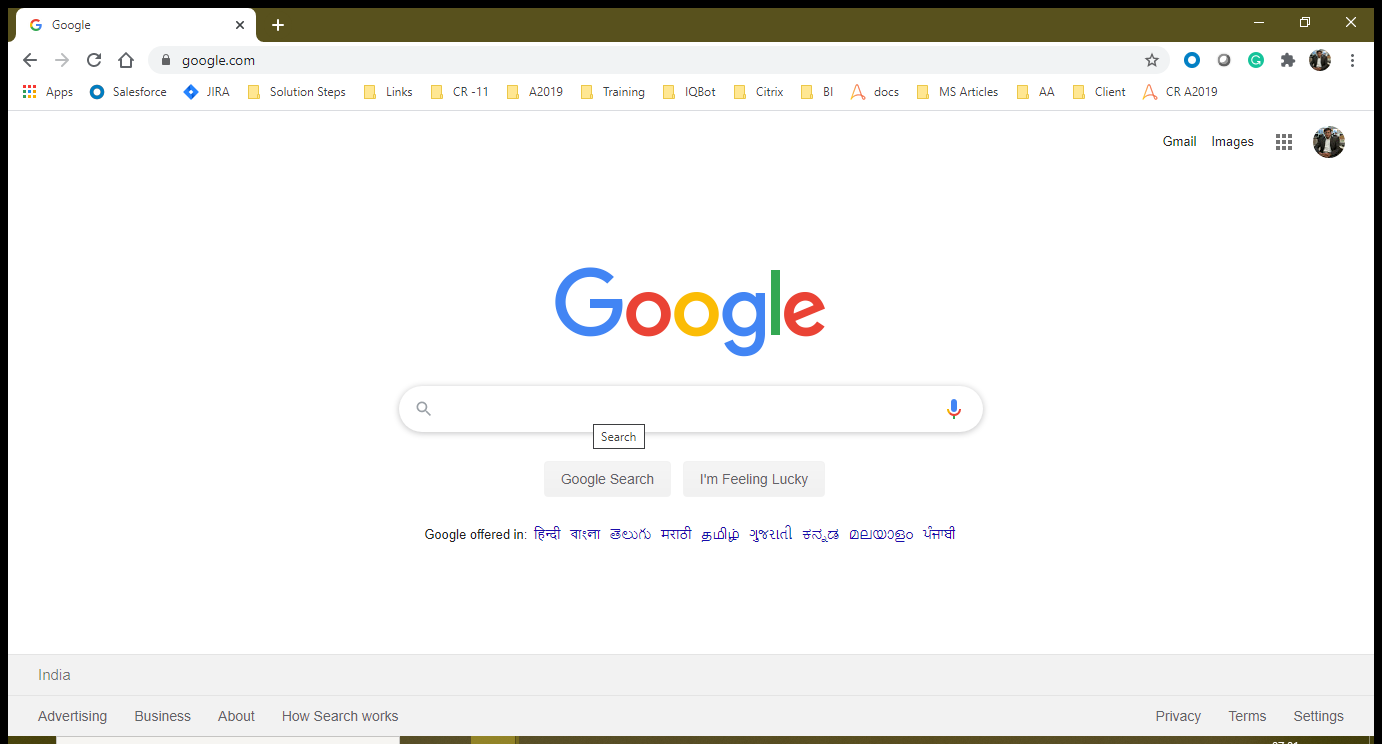 Google
google.com
Apps Salesforce JIRA Solution Steps Links CR -11 A2019 Training IQBot Citrix BI docs MS Articles AA Client CR A2019
Gmail Images
Google
Search
Google Search I'm Feeling Lucky
Google offered in: हिन्दी বাংলা తెలుగు मराठी தமிழ் ગુજરાતી ಕನ್ನಡ മലയാളം ਪੰਜਾਬੀ
India
Advertising Business About How Search works Privacy Terms Settings